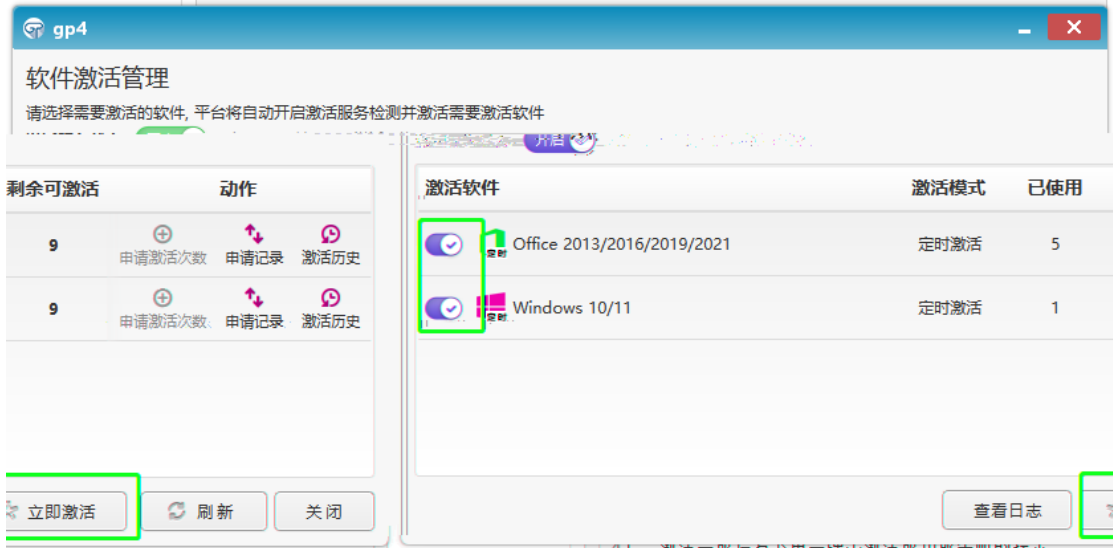 gp4
软件激活管理
请选择需要激活的软件, 平台将自动开启激活服务检测并激活需要激活软件
开启
剩余可激活 动作
9 申请激活次数 申请记录 激活历史
9 申请激活次数 申请记录 激活历史
立即激活 刷新 关闭
激活软件 激活模式 已使用
定时 Office 2013/2016/2019/2021 定时激活 5
定时 Windows 10/11 定时激活 1
查看日志